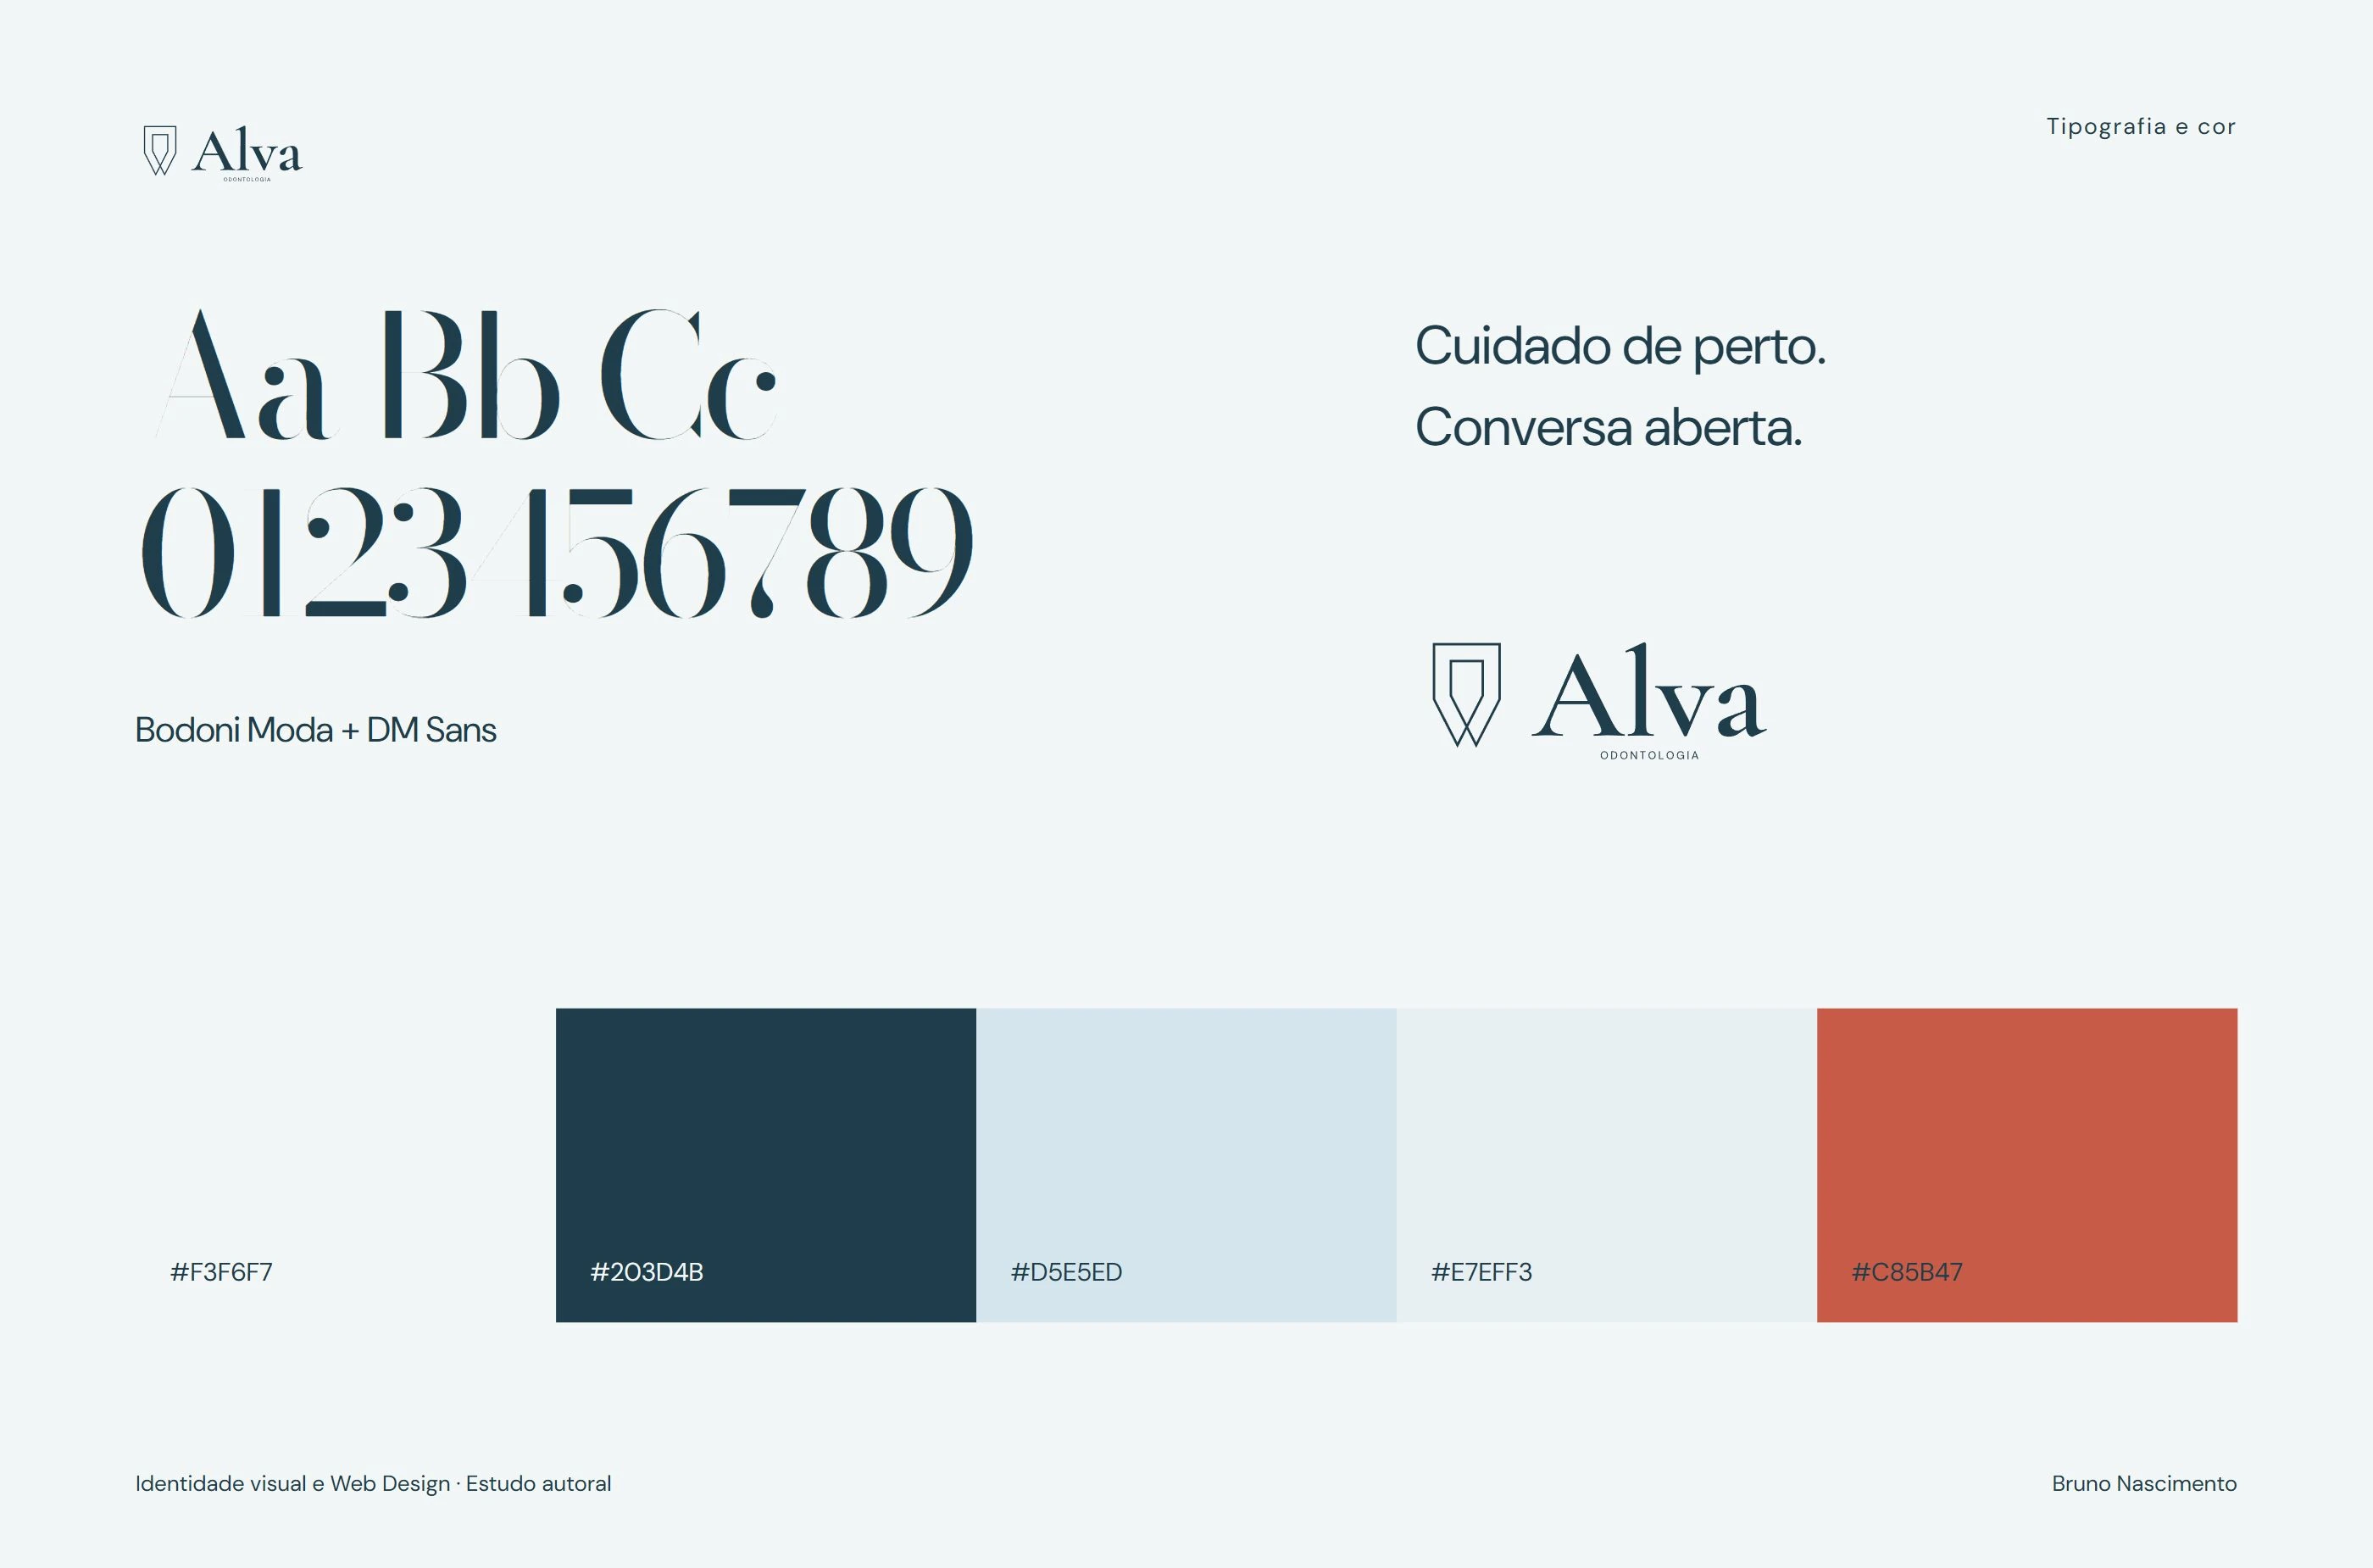 Alva
ODONTOLOGIA
Tipografia e cor
Aa Bb Cc
0123456789
Cuidado de perto.
Conversa aberta.
Bodoni Moda + DM Sans
Alva
ODONTOLOGIA
#F3F6F7
#203D4B
#D5E5ED
#E7EFF3
#C85B47
Identidade visual e Web Design · Estudo autoral
Bruno Nascimento